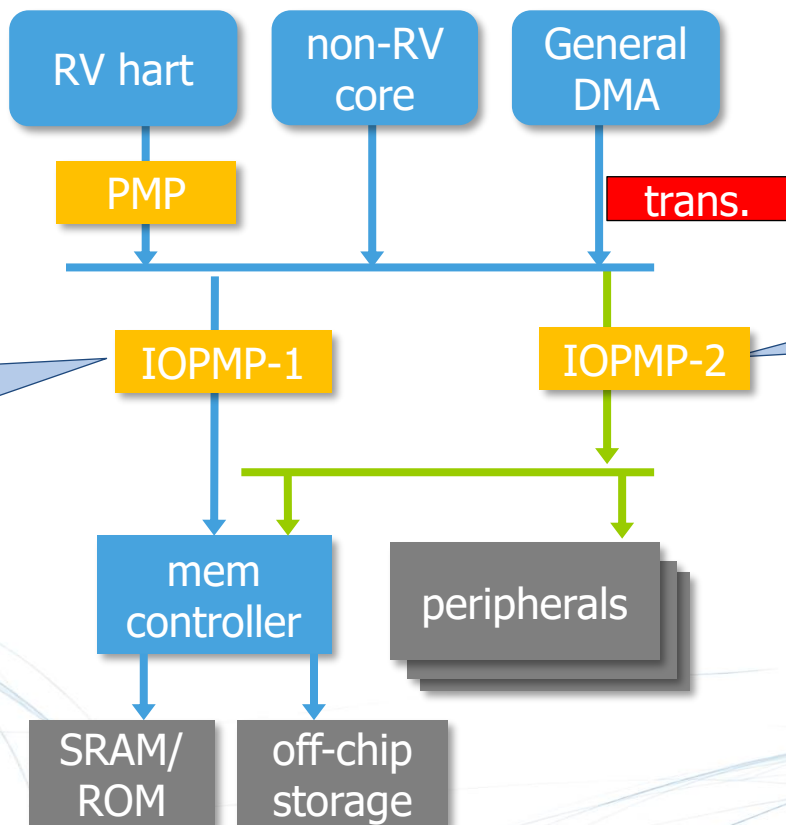 RV hart
non-RV
core
General
DMA
PMP
trans.
IOPMP-1
IOPMP-2
mem
controller
peripherals
SRAM/
ROM
off-chip
storage